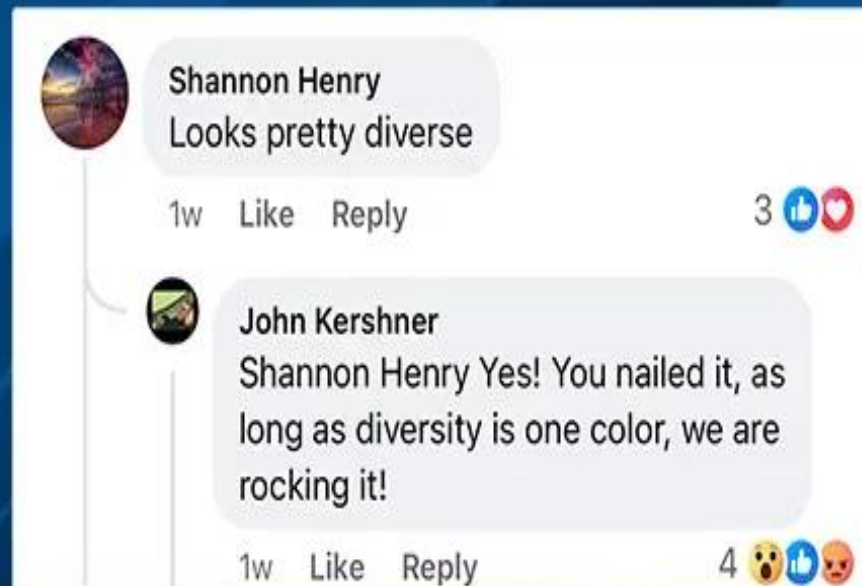 Shannon Henry
Looks pretty diverse
1w Like Reply 3
John Kershner
Shannon Henry Yes! You nailed it, as
long as diversity is one color, we are
rocking it!
1w Like Reply 4